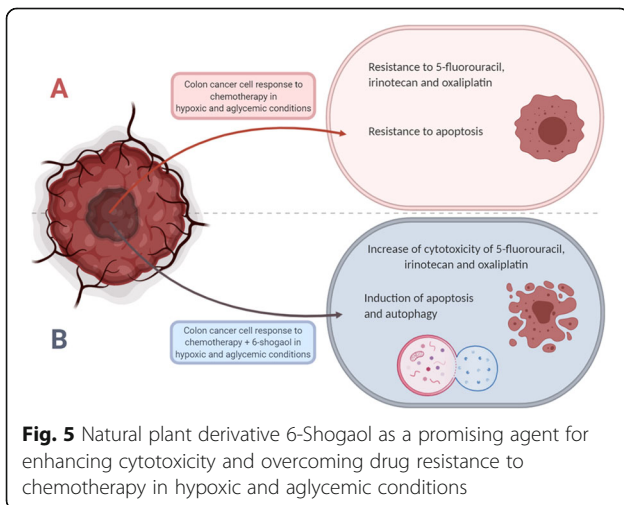 A
Colon cancer cell response to
chemotherapy in
hypoxic and aglycemic conditions
Resistance to 5-fluorouracil,
irinotecan and oxaliplatin
Resistance to apoptosis
B
Colon cancer cell response to
chemotherapy + 6-shogaol in
hypoxic and aglycemic conditions
Increase of cytotoxicity of 5-fluorouracil,
irinotecan and oxaliplatin
Induction of apoptosis
and autophagy
Fig. 5 Natural plant derivative 6-Shogaol as a promising agent for
enhancing cytotoxicity and overcoming drug resistance to
chemotherapy in hypoxic and aglycemic conditions